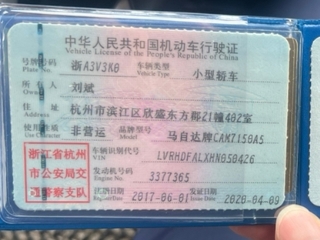 中华人民共和国机动车行驶证
Vehicle License of the People's Republic of China
号牌号码 浙A3V3K0 车辆类型 小型轿车
Plate No. Vehicle Type
所有人 刘斌
住址 杭州市滨江区欣盛东方郡21幢402室
使用性质 非营运 品牌型号 马自达牌CAM7150A5
车辆识别代号 LVRHDFALXHN050426
VIN
发动机号码 3377365
Engine No.
注册日期 2017-06-01 发证日期 2020-04-09
Register Date Issue Date
浙江省杭州
市公安局交
通警察支队